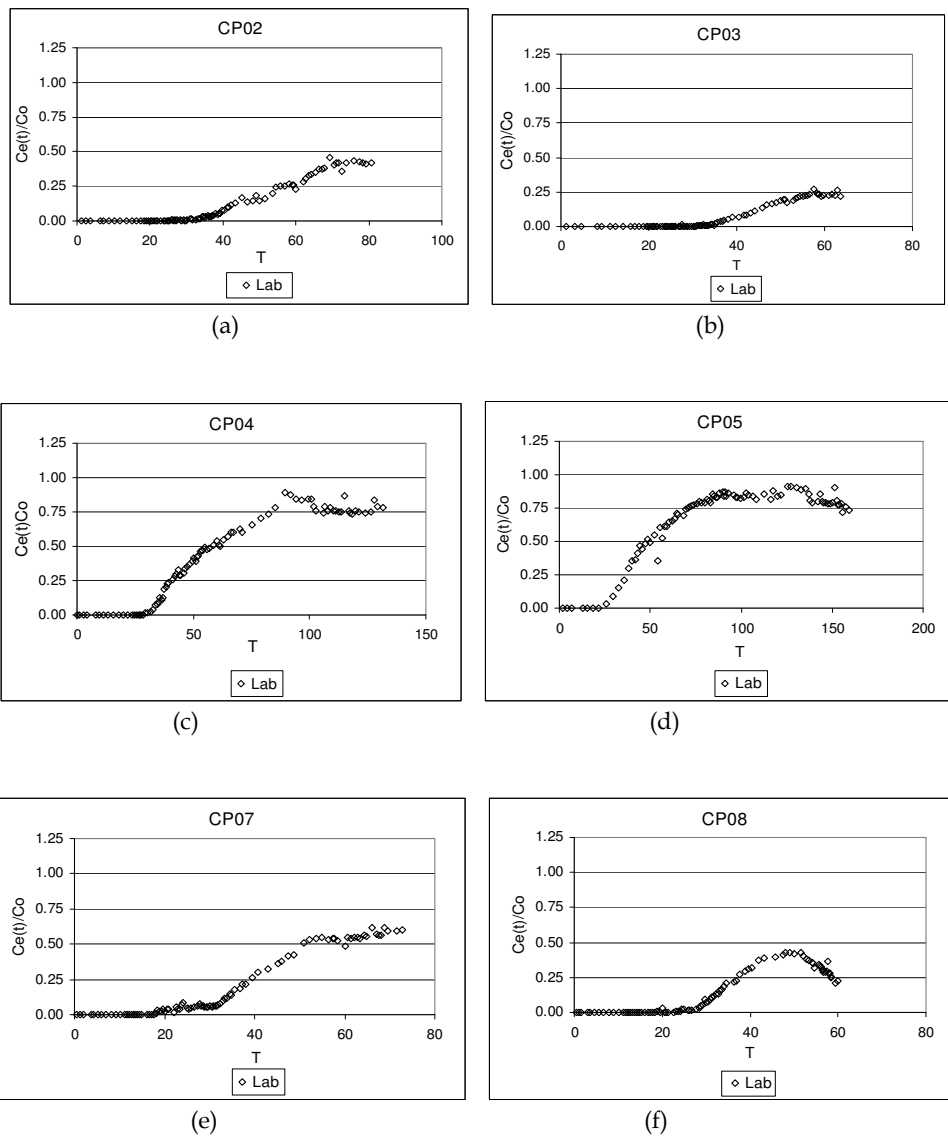 CP02
1.25
1.00
0.75
0.50
0.25
0.00
Ce(t)/Co
0 20 40 60 80 100
T
Lab
(a)
CP03
1.25
1.00
0.75
0.50
0.25
0.00
Ce(t)/Co
0 20 40 60 80
T
Lab
(b)
CP04
1.25
1.00
0.75
0.50
0.25
0.00
Ce(t)Co
0 50 100 150
T
Lab
(c)
CP05
1.25
1.00
0.75
0.50
0.25
0.00
Ce(t)/Co
0 50 100 150 200
T
Lab
(d)
CP07
1.25
1.00
0.75
0.50
0.25
0.00
Ce(t)/Co
0 20 40 60 80
T
Lab
(e)
CP08
1.25
1.00
0.75
0.50
0.25
0.00
Ce(t)/Co
0 20 40 60 80
T
Lab
(f)